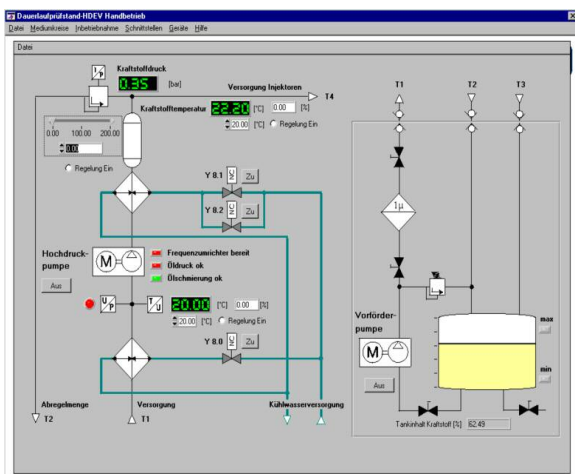 Dauerlaufprüfstand-HDEV Handbetrieb
Datei Mediumkreise Inbetriebnahme Schnittstellen Geräte Hilfe
Datei
I/P
Kraftstoffdruck
0.35 [bar]
Versorgung Injektoren
T4
Kraftstofftemperatur 22.20 [°C] 0.00 [%]
20.00 [°C] Regelung Ein
0.00 100.00 200.00
0.00
Regelung Ein
Y 8.1 NC Zu
Y 8.2 NC Zu
Hochdruck-
pumpe
M
Aus
Frequenzumrichter bereit
Öldruck ok
Ölschmierung ok
U/P
T/U
20.00 [°C] 0.00 [%]
20.00 [°C] Regelung Ein
Y 8.0 NC Zu
Abregelmenge
T2
Versorgung
T1
Kühlwasserversorgung
T1 T2 T3
1µ
Vorförder-
pumpe
M
Aus
max
min
Tankinhalt Kraftstoff [%] 62.49